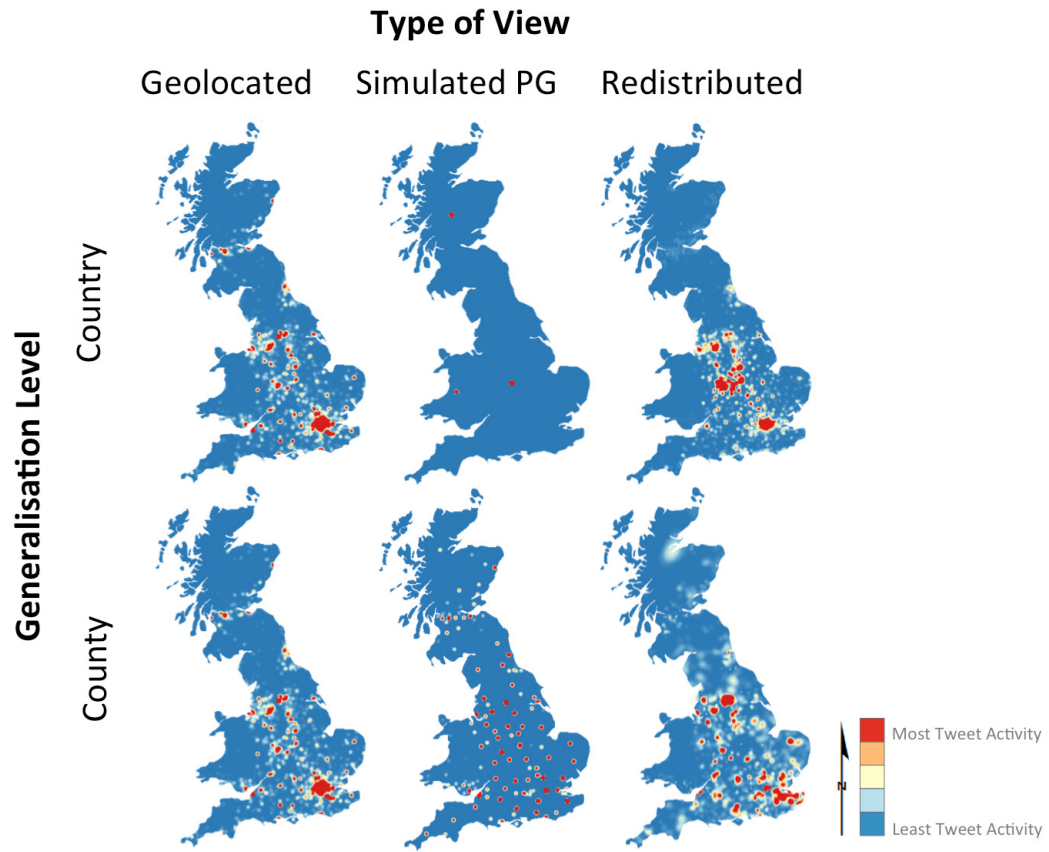 Type of View
Geolocated Simulated PG Redistributed
Generalisation Level
Country
County
Most Tweet Activity
N
Least Tweet Activity